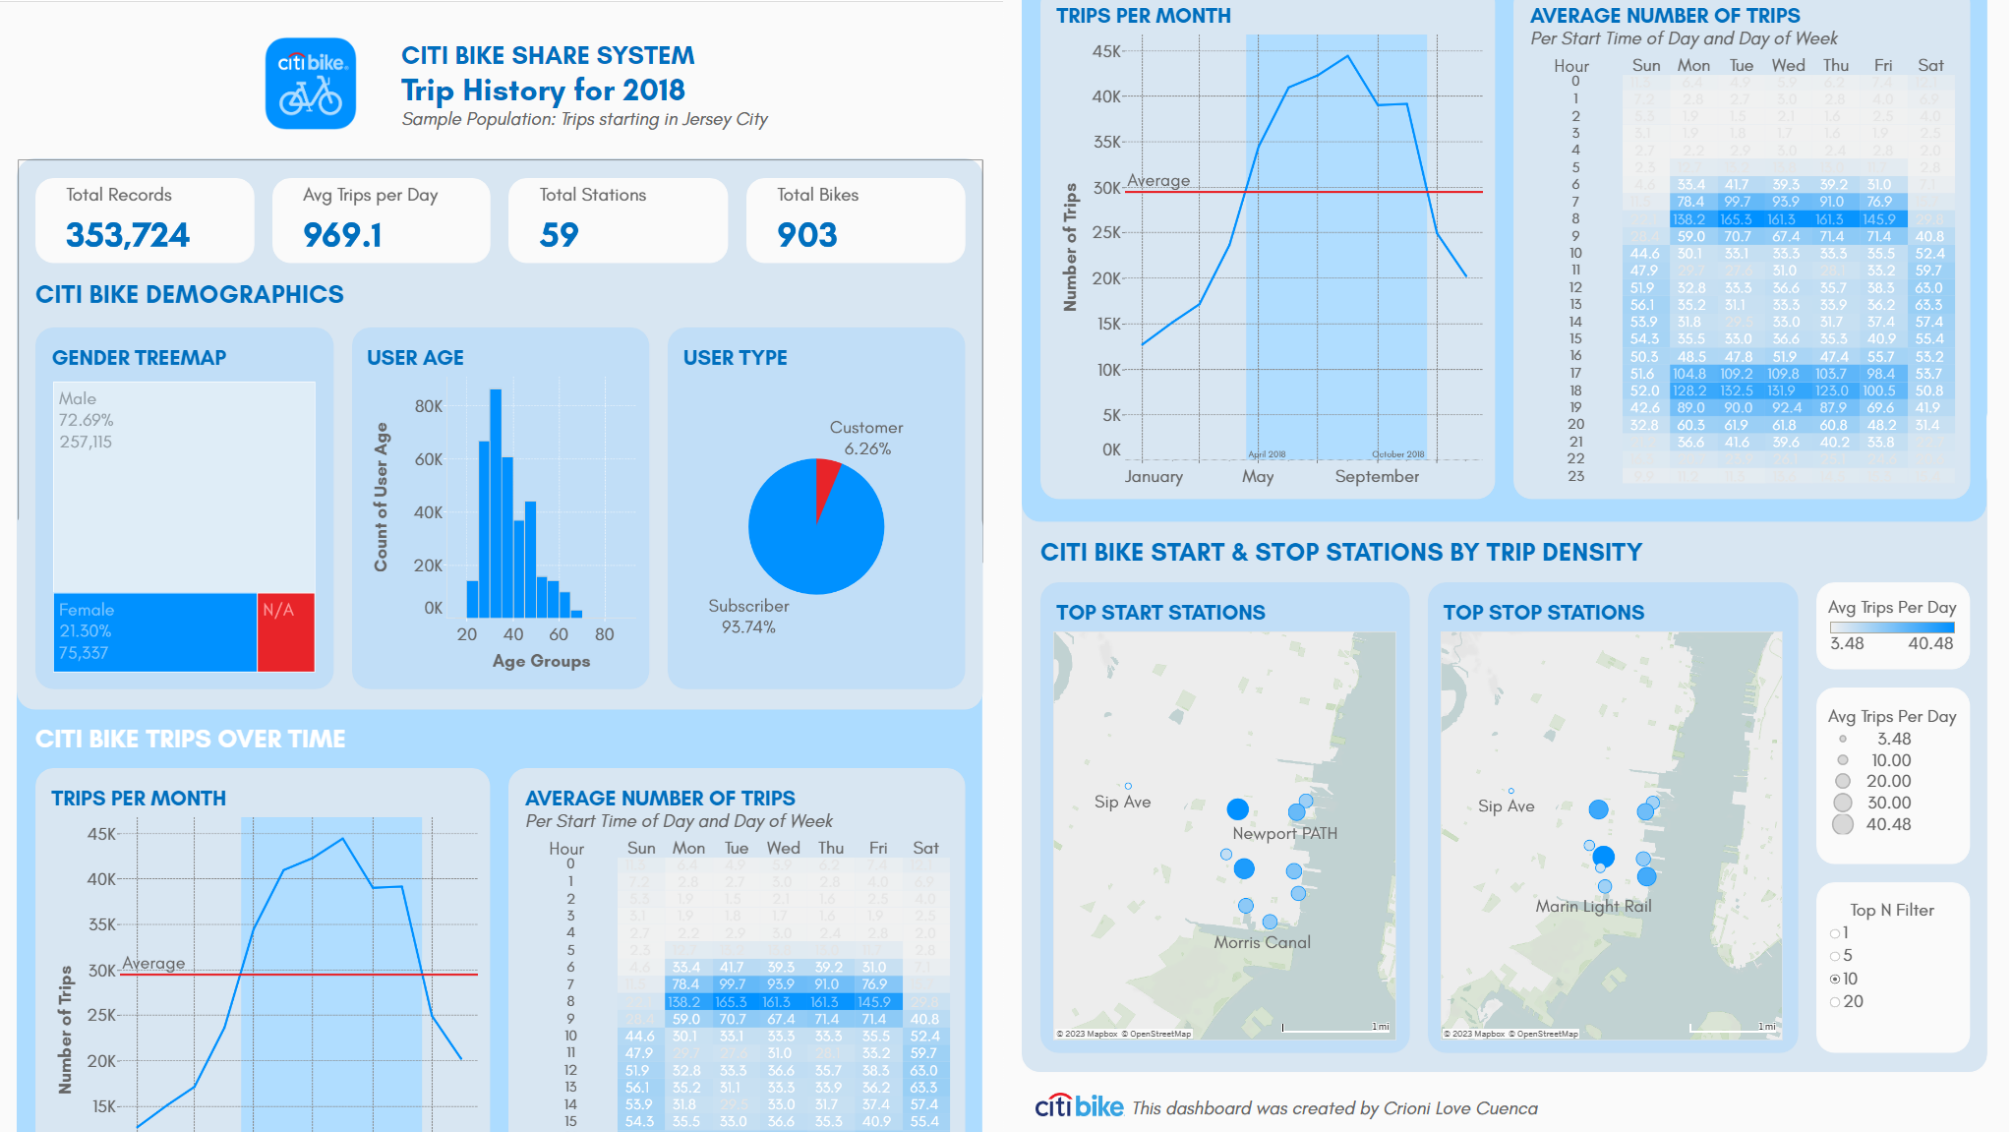 citi bike
CITI BIKE SHARE SYSTEM
Trip History for 2018
Sample Population: Trips starting in Jersey City
Total Records
353,724
Avg Trips per Day
969.1
Total Stations
59
Total Bikes
903
CITI BIKE DEMOGRAPHICS
GENDER TREEMAP
Male
72.69%
257,115
Female
21.30%
75,337
N/A
USER AGE
80K
60K
40K
20K
0K
20 40 60 80
Count of User Age
Age Groups
USER TYPE
Customer
6.26%
Subscriber
93.74%
CITI BIKE TRIPS OVER TIME
TRIPS PER MONTH
45K
40K
35K
30K
25K
20K
15K
Average
Number of Trips
AVERAGE NUMBER OF TRIPS
Per Start Time of Day and Day of Week
Hour Sun Mon Tue Wed Thu Fri Sat
0 6.4 4.9 5.9 6.2 7.4
1 7.2 2.8 2.7 3.0 2.8 4.0 6.9
2 5.3 1.9 1.5 2.1 1.6 2.5 4.0
3 3.1 1.9 1.8 1.7 1.6 1.9 2.5
4 2.7 2.2 2.9 3.0 2.4 2.8 2.0
5 2.3 2.8
6 4.6 33.4 41.7 39.3 39.2 31.0 7.1
7 78.4 99.7 93.9 91.0 76.9
8 138.2 165.3 161.3 161.3 145.9 29.8
9 28.4 59.0 70.7 67.4 71.4 71.4 40.8
10 44.6 30.1 33.1 33.3 33.3 35.5 52.4
11 47.9 29.7 27.6 31.0 28.1 33.2 59.7
12 51.9 32.8 33.3 36.6 35.7 38.3 63.0
13 56.1 35.2 31.1 33.3 33.9 36.2 63.3
14 53.9 31.8 29.5 33.0 31.7 37.4 57.4
15 54.3 35.5 33.0 36.6 35.3 40.9 55.4
TRIPS PER MONTH
45K
40K
35K
30K
25K
20K
15K
10K
5K
0K
Average
Number of Trips
April 2018
October 2018
January May September
AVERAGE NUMBER OF TRIPS
Per Start Time of Day and Day of Week
Hour Sun Mon Tue Wed Thu Fri Sat
0 6.4 4.9 5.9 6.2 7.4
1 7.2 2.8 2.7 3.0 2.8 4.0 6.9
2 5.3 1.9 1.5 2.1 1.6 2.5 4.0
3 3.1 1.9 1.8 1.7 1.6 1.9 2.5
4 2.7 2.2 2.9 3.0 2.4 2.8 2.0
5 2.3 2.8
6 4.6 33.4 41.7 39.3 39.2 31.0 7.1
7 78.4 99.7 93.9 91.0 76.9
8 138.2 165.3 161.3 161.3 145.9 29.8
9 28.4 59.0 70.7 67.4 71.4 71.4 40.8
10 44.6 30.1 33.1 33.3 33.3 35.5 52.4
11 47.9 29.7 27.6 31.0 28.1 33.2 59.7
12 51.9 32.8 33.3 36.6 35.7 38.3 63.0
13 56.1 35.2 31.1 33.3 33.9 36.2 63.3
14 53.9 31.8 29.5 33.0 31.7 37.4 57.4
15 54.3 35.5 33.0 36.6 35.3 40.9 55.4
16 50.3 48.5 47.8 51.9 47.4 55.7 53.2
17 51.6 104.8 109.2 109.8 103.7 98.4 53.7
18 52.0 128.2 132.5 131.9 123.0 100.5 50.8
19 42.6 89.0 90.0 92.4 87.9 69.6 41.9
20 32.8 60.3 61.9 61.8 60.8 48.2 31.4
21 36.6 41.6 39.6 40.2 33.8
22
23
CITI BIKE START & STOP STATIONS BY TRIP DENSITY
TOP START STATIONS
Sip Ave
Newport PATH
Morris Canal
© 2023 Mapbox © OpenStreetMap
1 mi
TOP STOP STATIONS
Sip Ave
Marin Light Rail
© 2023 Mapbox © OpenStreetMap
1 mi
Avg Trips Per Day
3.48 40.48
Avg Trips Per Day
3.48
10.00
20.00
30.00
40.48
Top N Filter
1
5
10
20
citi bike This dashboard was created by Crioni Love Cuenca